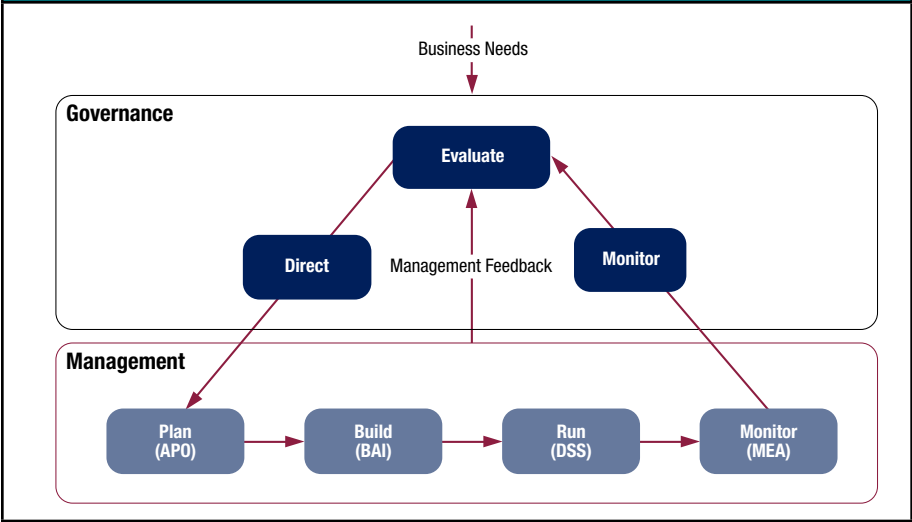 Business Needs
Governance
Evaluate
Direct
Management Feedback
Monitor
Management
Plan
(APO)
Build
(BAI)
Run
(DSS)
Monitor
(MEA)